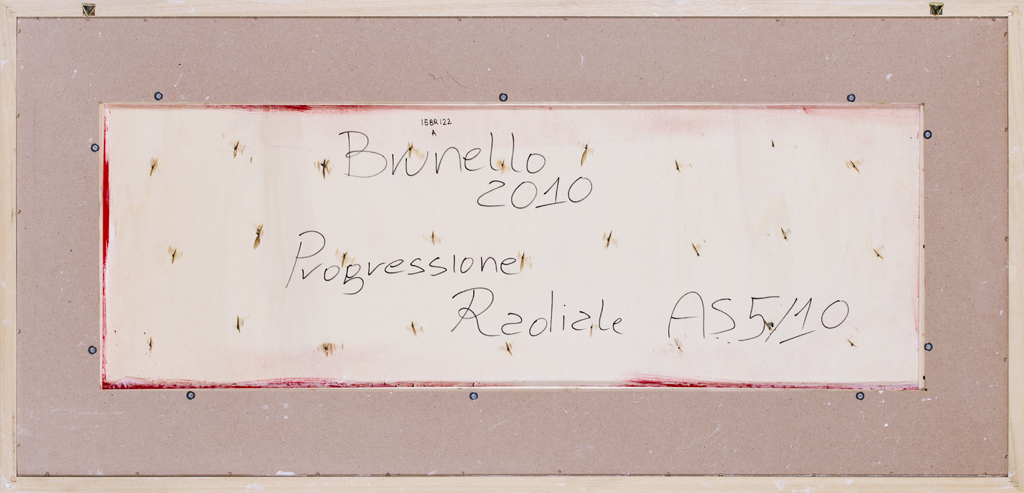 15BR122
A
Brunello
2010
Progressione
Radiale AS5/10